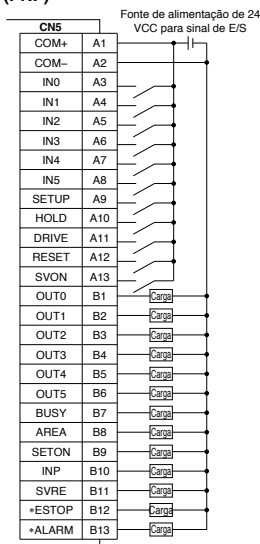 Fonte de alimentação de 24
VCC para sinal de E/S
CN5
COM+ A1
COM– A2
IN0 A3
IN1 A4
IN2 A5
IN3 A6
IN4 A7
IN5 A8
SETUP A9
HOLD A10
DRIVE A11
RESET A12
SVON A13
OUT0 B1 Carga
OUT1 B2 Carga
OUT2 B3 Carga
OUT3 B4 Carga
OUT4 B5 Carga
OUT5 B6 Carga
BUSY B7 Carga
AREA B8 Carga
SETON B9 Carga
INP B10 Carga
SVRE B11 Carga
*ESTOP B12 Carga
*ALARM B13 Carga